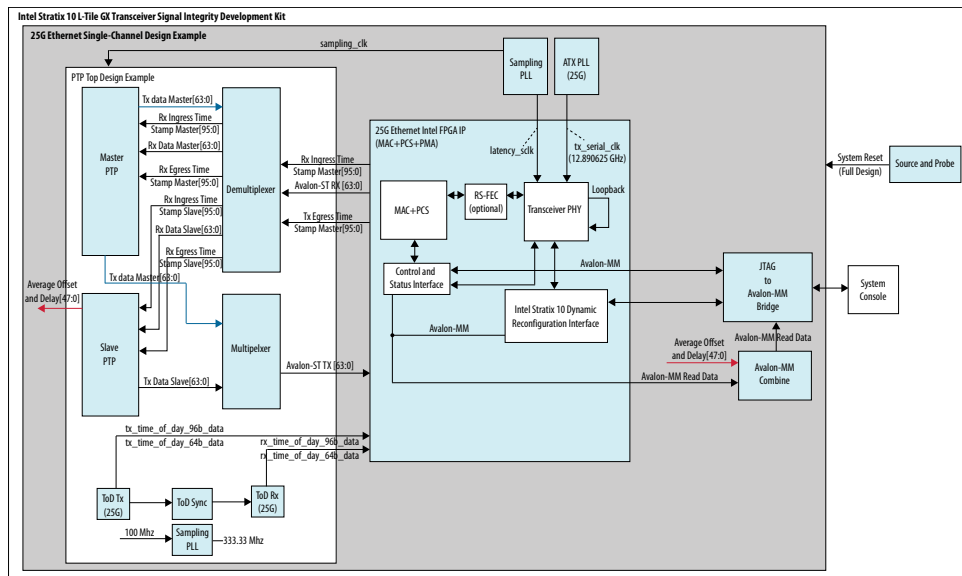 Intel Stratix 10 L-Tile GX Transceiver Signal Integrity Development Kit
25G Ethernet Single-Channel Design Example
sampling_clk
Sampling
PLL
ATX PLL
(25G)
PTP Top Design Example
Tx data Master[63:0]
Rx Ingress Time
Stamp Master[95:0]
Rx Data Master[63:0]
Rx Egress Time
Stamp Master[95:0]
Rx Ingress Time
Stamp Slave[95:0]
Rx Data Slave[63:0]
Rx Egress Time
Stamp Slave[95:0]
Tx data Master[63:0]
Master
PTP
Demultiplexer
Rx Ingress Time
Stamp Master[95:0]
Avalon-ST RX [63:0]
Tx Egress Time
Stamp Master[95:0]
25G Ethernet Intel FPGA IP
(MAC+PCS+PMA)
latency_sclk
tx_serial_clk
(12.890625 GHz)
Loopback
MAC+PCS
RS-FEC
(optional)
Transceiver PHY
System Reset
(Full Design)
Source and Probe
Control and
Status Interface
Avalon-MM
Intel Stratix 10 Dynamic
Reconfiguration Interface
Avalon-MM
JTAG
to
Avalon-MM
Bridge
System
Console
Average Offset
and Delay[47:0]
Slave
PTP
Multipelxer
Tx Data Slave[63:0]
Avalon-ST TX [63:0]
Avalon-MM Read Data
Average Offset
and Delay[47:0]
Avalon-MM Read Data
Avalon-MM
Combine
tx_time_of_day_96b_data
tx_time_of_day_64b_data
rx_time_of_day_96b_data
rx_time_of_day_64b_data
ToD Tx
(25G)
ToD Sync
ToD Rx
(25G)
100 Mhz
Sampling
PLL
333.33 Mhz